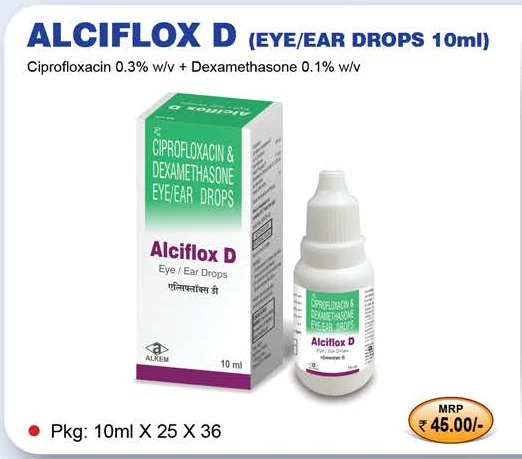 ALCIFLOX D (EYE/EAR DROPS 10ml)
Ciprofloxacin 0.3% w/v + Dexamethasone 0.1% w/v
CIPROFLOXACIN &
DEXAMETHASONE
EYE/EAR DROPS
Alciflox D
Eye / Ear Drops
एल्सिफ्लॉक्स डी
ALKEM
10 ml
CIPROFLOXACIN &
DEXAMETHASONE
EYE/EAR DROPS
Alciflox D
Eye / Ear Drops
एल्सिफ्लॉक्स डी
Pkg: 10ml X 25 X 36
MRP
₹ 45.00/-